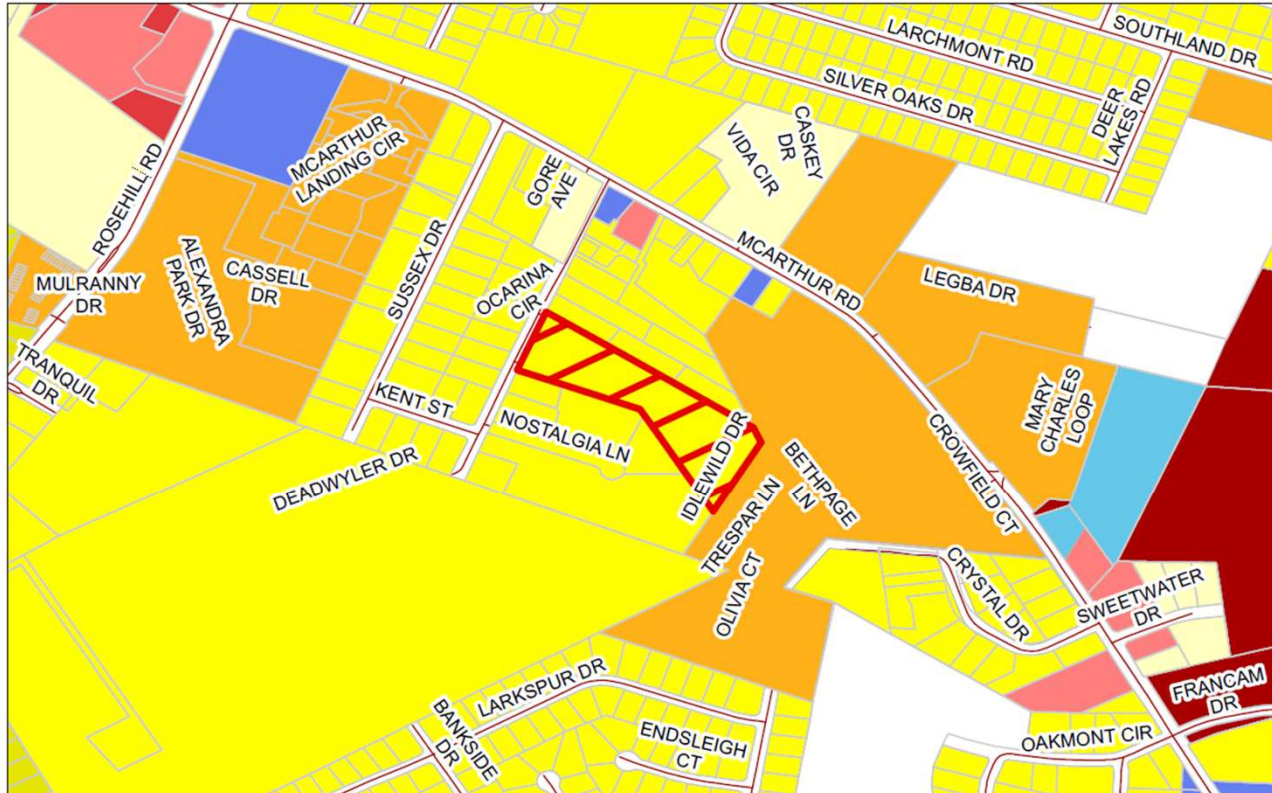 SOUTHLAND DR
LARCHMONT RD
SILVER OAKS DR
DEER
LAKES RD
CASKEY
DR
VIDA CIR
MCARTHUR
LANDING CIR
GORE
AVE
ROSEHILL RD
MULRANNY
DR
ALEXANDRA
PARK DR
CASSELL
DR
SUSSEX DR
OCARINA
CIR
MCARTHUR RD
LEGBA DR
TRANQUIL
DR
KENT ST
NOSTALGIA LN
DEADWYLER DR
IDLEWILD DR
BETHPAGE
LN
TRESPAR LN
OLIVIA CT
MARY
CHARLES
LOOP
CROWFIELD CT
CRYSTAL DR
SWEETWATER
DR
LARKSPUR DR
BANKSIDE
DR
ENDSLEIGH
CT
FRANCAM
DR
OAKMONT CIR